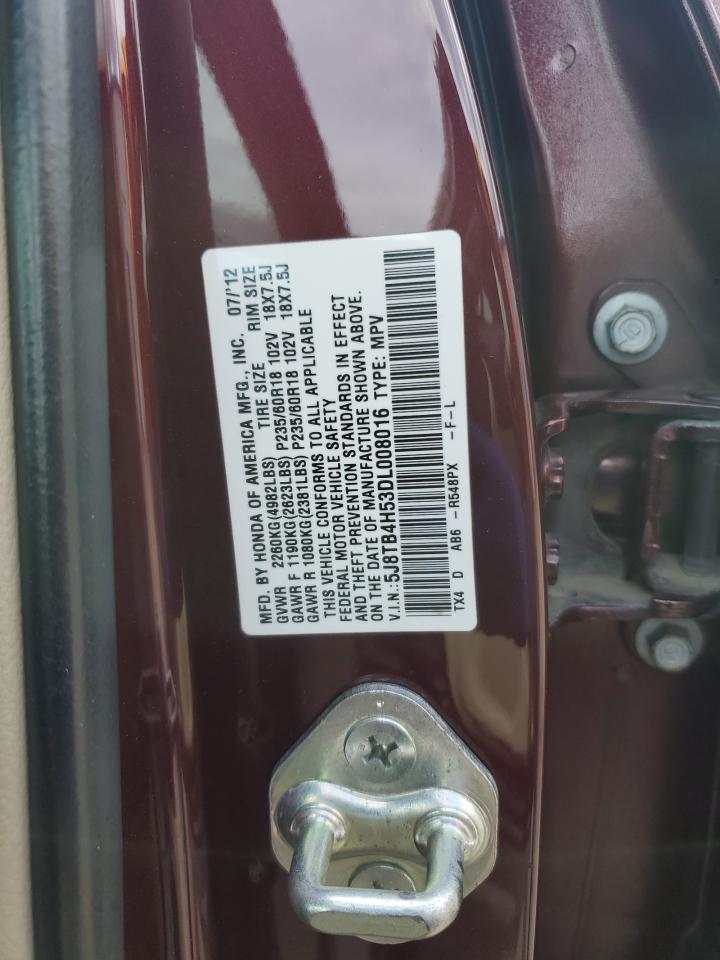 MFD. BY HONDA OF AMERICA MFG., INC. 07/'12
GVWR 2260KG(4982LBS) TIRE SIZE RIM SIZE
GAWR F 1190KG(2623LBS) P235/60R18 102V 18X7.5J
GAWR R 1080KG(2381LBS) P235/60R18 102V 18X7.5J
THIS VEHICLE CONFORMS TO ALL APPLICABLE
FEDERAL MOTOR VEHICLE SAFETY
AND THEFT PREVENTION STANDARDS IN EFFECT
ON THE DATE OF MANUFACTURE SHOWN ABOVE.
V.I.N.:5J8TB4H53DL008016 TYPE: MPV
TX4 D AB6 -R548PX -F-L